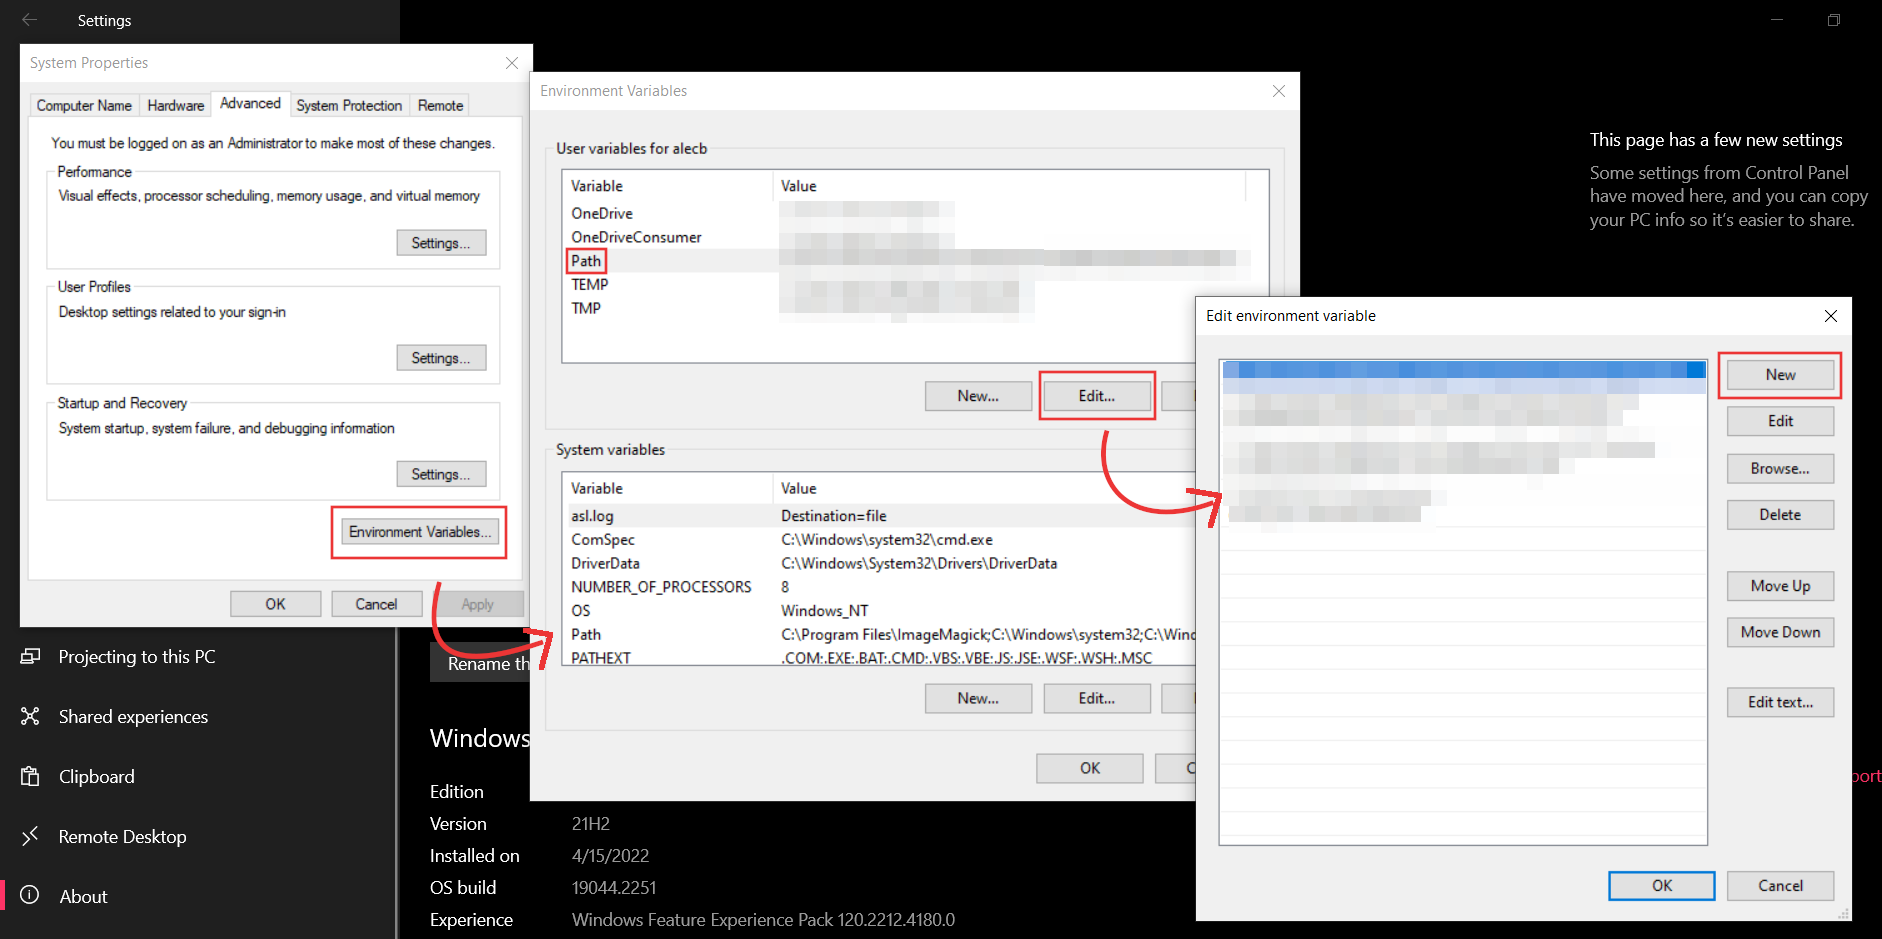 Settings
System Properties
Computer Name Hardware Advanced System Protection Remote
You must be logged on as an Administrator to make most of these changes.
Performance
Visual effects, processor scheduling, memory usage, and virtual memory
Settings...
User Profiles
Desktop settings related to your sign-in
Settings...
Startup and Recovery
System startup, system failure, and debugging information
Settings...
Environment Variables...
OK Cancel Apply
Projecting to this PC
Shared experiences
Clipboard
Remote Desktop
About
Rename th
Windows
Edition
Version 21H2
Installed on 4/15/2022
OS build 19044.2251
Experience Windows Feature Experience Pack 120.2212.4180.0
Environment Variables
User variables for alecb
Variable Value
OneDrive
OneDriveConsumer
Path
TEMP
TMP
New... Edit...
System variables
Variable Value
asl.log Destination=file
ComSpec C:\Windows\system32\cmd.exe
DriverData C:\Windows\System32\Drivers\DriverData
NUMBER_OF_PROCESSORS 8
OS Windows_NT
Path C:\Program Files\ImageMagick;C:\Windows\system32;C:\Winc
PATHEXT .COM;.EXE;.BAT;.CMD;.VBS;.VBE;.JS;.JSE;.WSF;.WSH;.MSC
New... Edit...
OK C
This page has a few new settings
Some settings from Control Panel
have moved here, and you can copy
your PC info so it's easier to share.
Edit environment variable
New
Edit
Browse...
Delete
Move Up
Move Down
Edit text...
OK Cancel
port